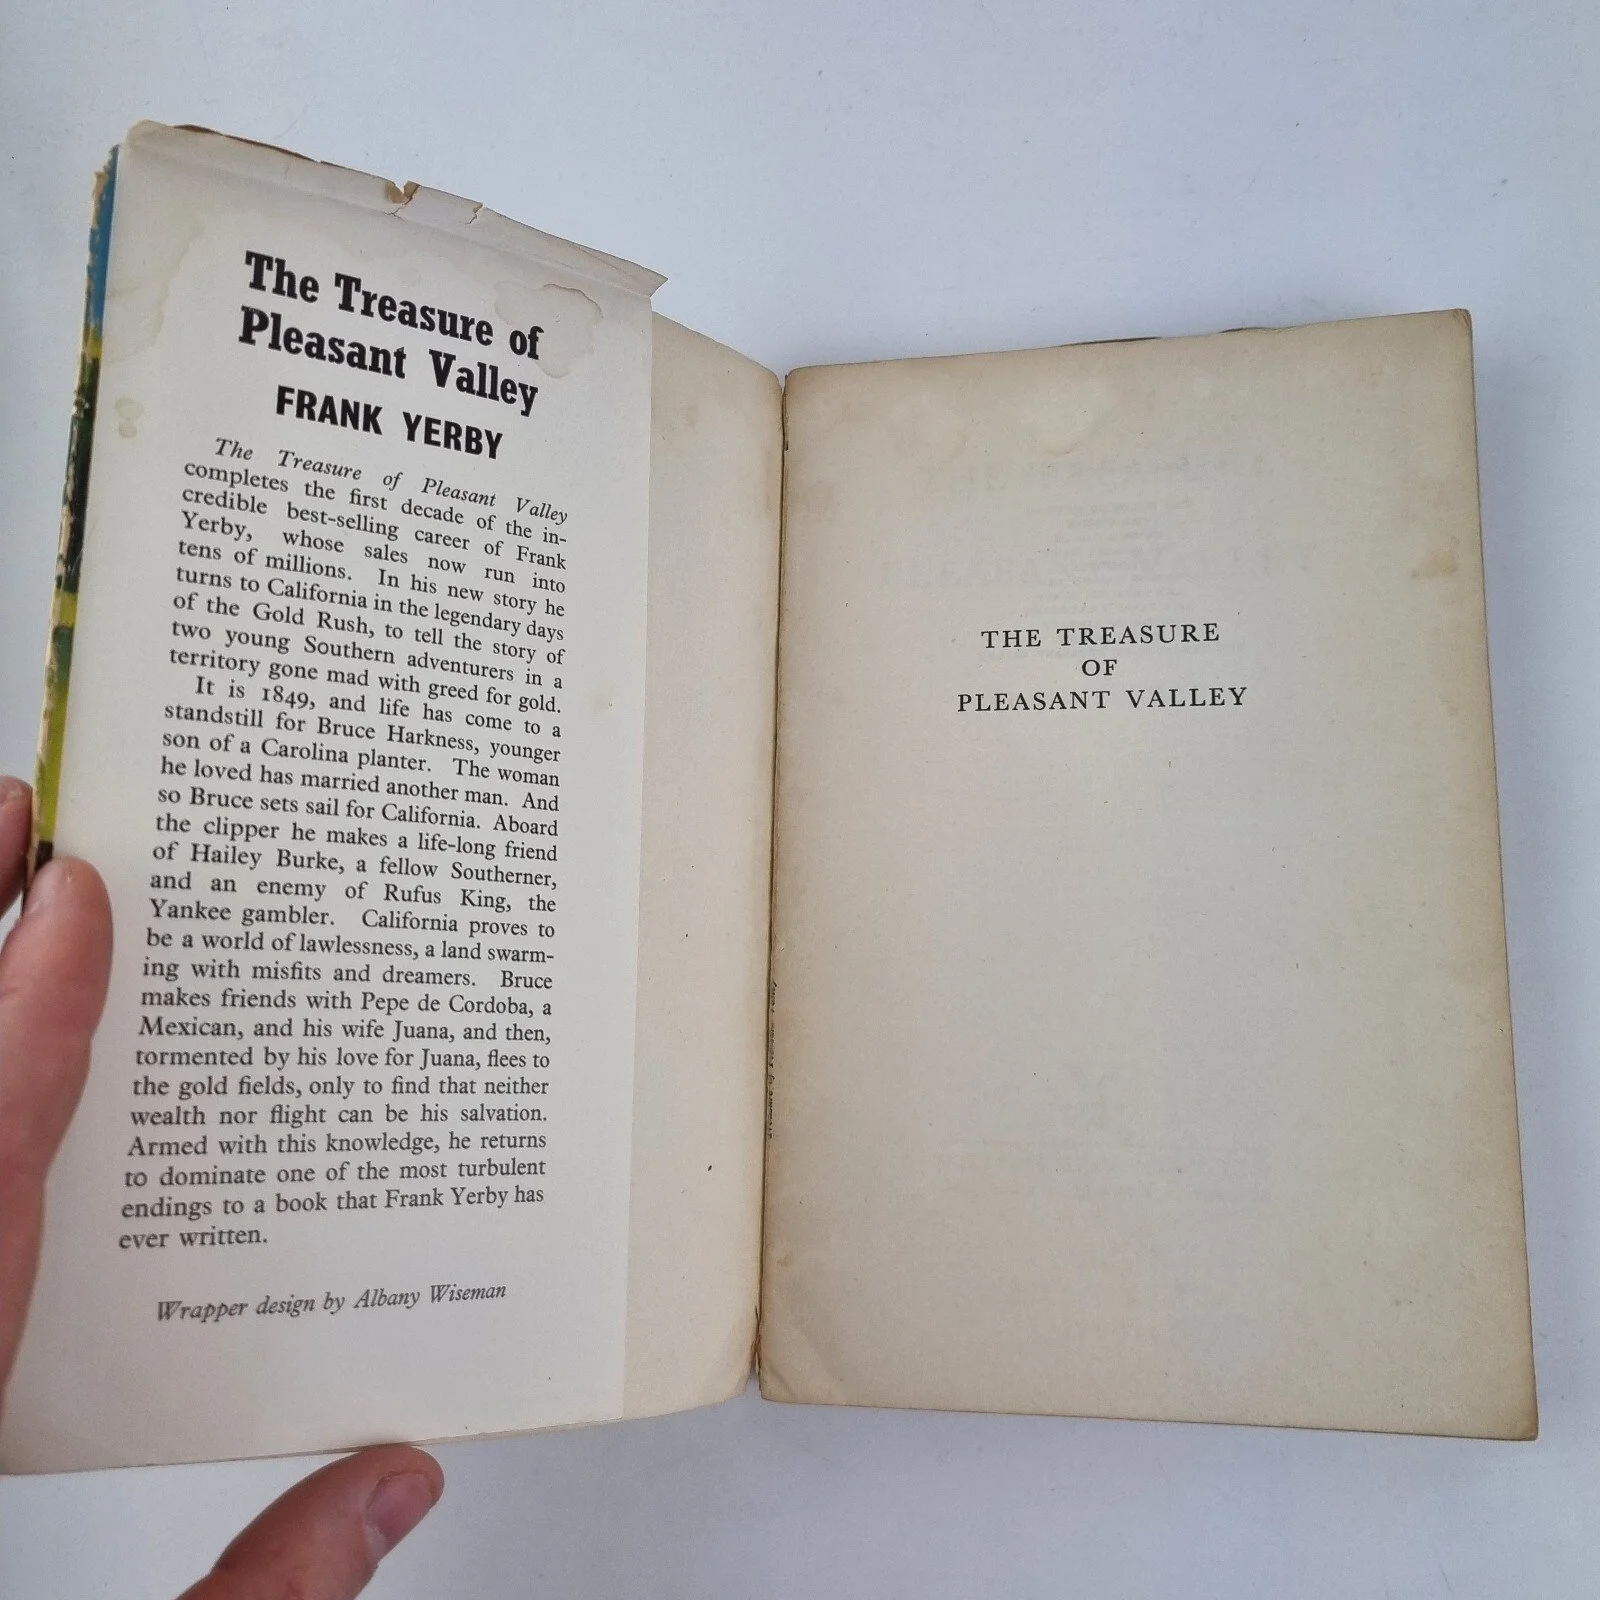 The Treasure of
Pleasant Valley
FRANK YERBY
The Treasure of Pleasant Valley
completes the first decade of the in-
credible best-selling career of Frank
Yerby, whose sales now run into
tens of millions. In his new story he
turns to California in the legendary days
of the Gold Rush, to tell the story of
two young Southern adventurers in a
territory gone mad with greed for gold.
It is 1849, and life has come to a
standstill for Bruce Harkness, younger
son of a Carolina planter. The woman
he loved has married another man. And
so Bruce sets sail for California. Aboard
the clipper he makes a life-long friend
of Hailey Burke, a fellow Southerner,
and an enemy of Rufus King, the
Yankee gambler. California proves to
be a world of lawlessness, a land swarm-
ing with misfits and dreamers. Bruce
makes friends with Pepe de Cordoba, a
Mexican, and his wife Juana, and then,
tormented by his love for Juana, flees to
the gold fields, only to find that neither
wealth nor flight can be his salvation.
Armed with this knowledge, he returns
to dominate one of the most turbulent
endings to a book that Frank Yerby has
ever written.
Wrapper design by Albany Wiseman
THE TREASURE
OF
PLEASANT VALLEY